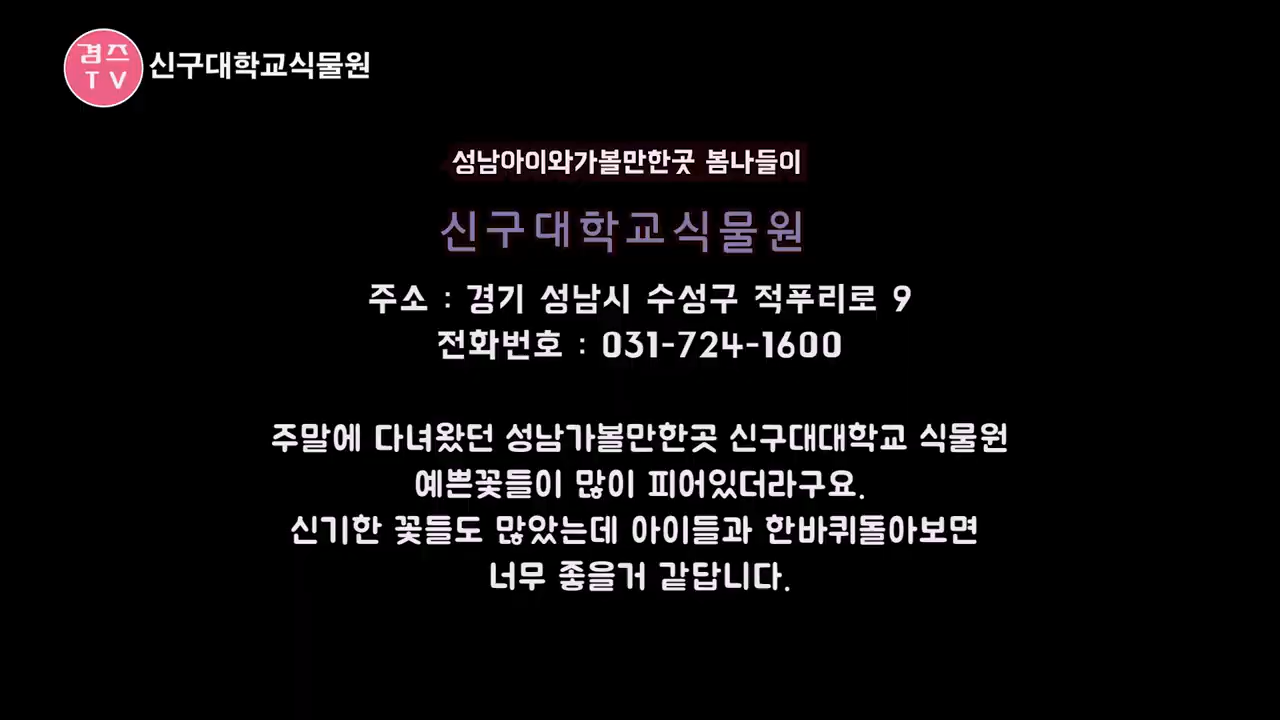 겸즈
TV
신구대학교식물원
성남아이와가볼만한곳 봄나들이
신구대학교식물원
주소 : 경기 성남시 수성구 적푸리로 9
전화번호 : 031-724-1600
주말에 다녀왔던 성남가볼만한곳 신구대대학교 식물원
예쁜꽃들이 많이 피어있더라구요.
신기한 꽃들도 많았는데 아이들과 한바퀴돌아보면
너무 좋을거 같답니다.